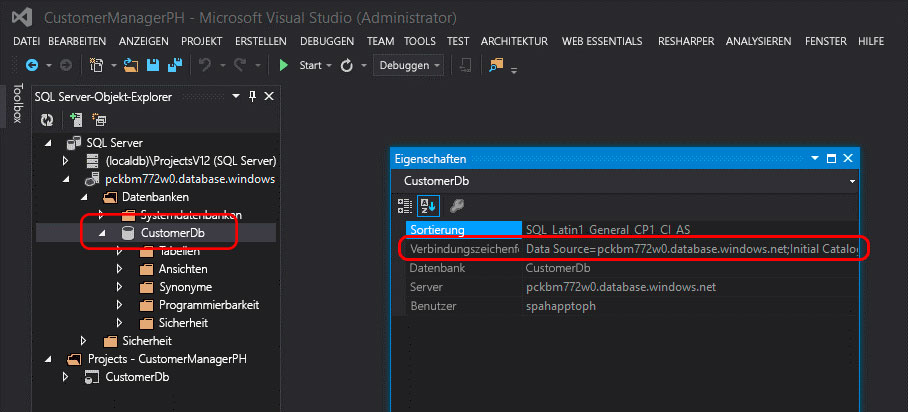 CustomerManagerPH - Microsoft Visual Studio (Administrator)
DATEI BEARBEITEN ANZEIGEN PROJEKT ERSTELLEN DEBUGGEN TEAM TOOLS TEST ARCHITEKTUR WEB ESSENTIALS RESHARPER ANALYSIEREN FENSTER HILFE
Start Debuggen
Toolbox
SQL Server-Objekt-Explorer
SQL Server
(localdb)\ProjectsV12 (SQL Server)
pckbm772w0.database.windows
Datenbanken
Systemdatenbanken
CustomerDb
Tabellen
Ansichten
Synonyme
Programmierbarkeit
Sicherheit
Sicherheit
Projects - CustomerManagerPH
CustomerDb
Eigenschaften
CustomerDb
Sortierung SQL_Latin1_General_CP1_CI_AS
Verbindungszeichenfo Data Source=pckbm772w0.database.windows.net;Initial Catalog
Datenbank CustomerDb
Server pckbm772w0.database.windows.net
Benutzer spahapptoph